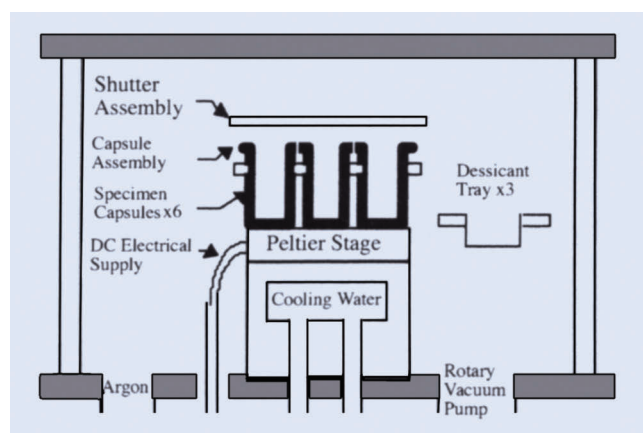 Shutter
Assembly
Capsule
Assembly
Specimen
Capsules x6
DC Electrical
Supply
Dessicant
Tray x3
Peltier Stage
Cooling Water
Argon
Rotary
Vacuum
Pump